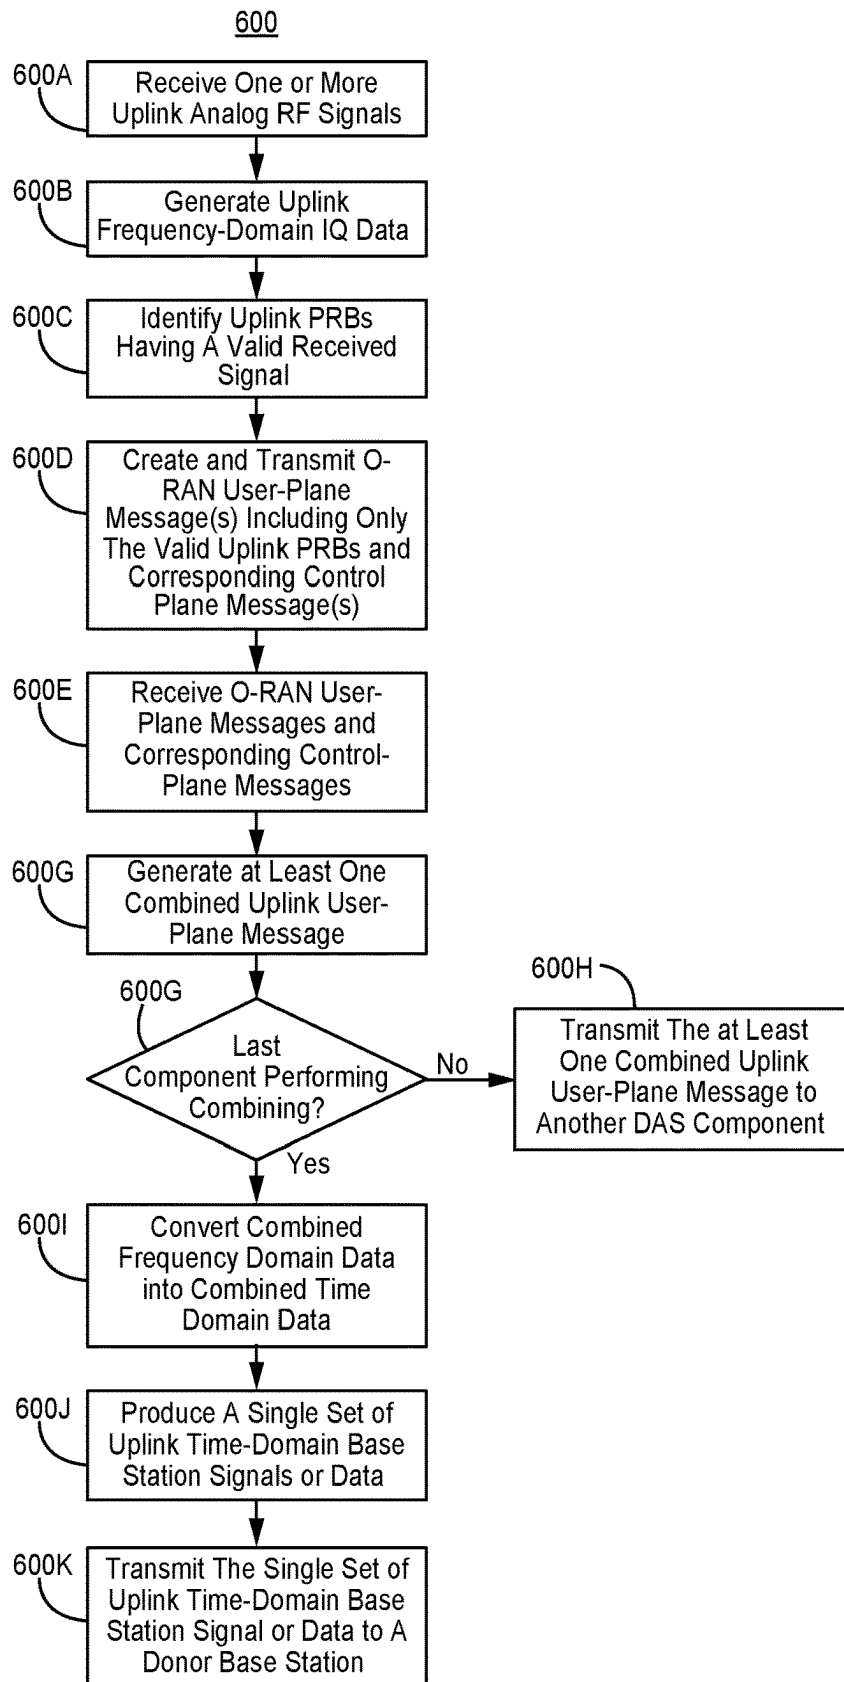 600
600A
Receive One or More
Uplink Analog RF Signals
600B
Generate Uplink
Frequency-Domain IQ Data
600C
Identify Uplink PRBs
Having A Valid Received
Signal
600D
Create and Transmit O-
RAN User-Plane
Message(s) Including Only
The Valid Uplink PRBs and
Corresponding Control
Plane Message(s)
600E
Receive O-RAN User-
Plane Messages and
Corresponding Control-
Plane Messages
600G
Generate at Least One
Combined Uplink User-
Plane Message
600G
Last
Component Performing
Combining?
No
Yes
600H
Transmit The at Least
One Combined Uplink
User-Plane Message to
Another DAS Component
600I
Convert Combined
Frequency Domain Data
into Combined Time
Domain Data
600J
Produce A Single Set of
Uplink Time-Domain Base
Station Signals or Data
600K
Transmit The Single Set of
Uplink Time-Domain Base
Station Signal or Data to A
Donor Base Station